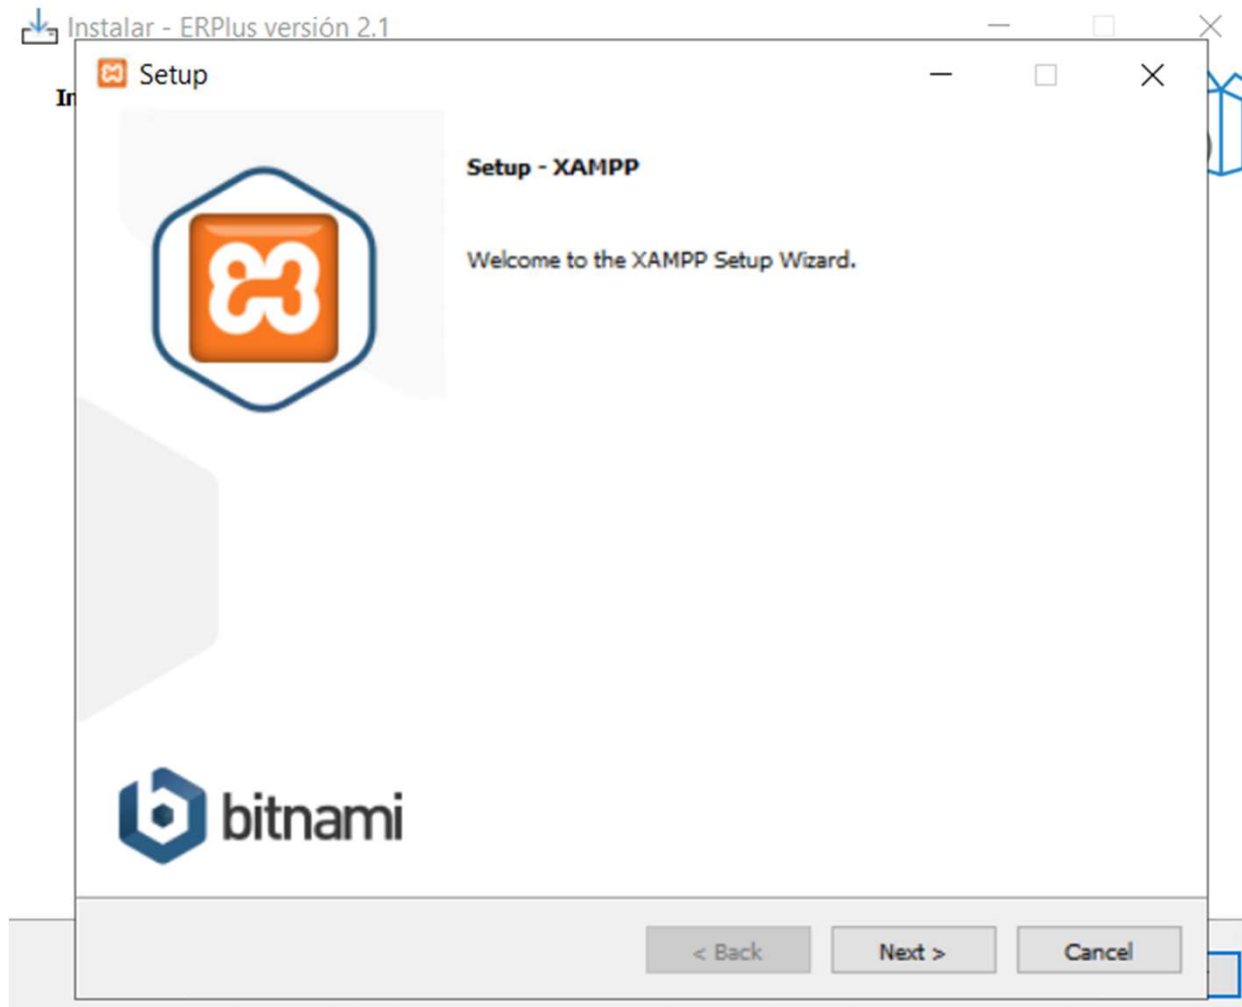 Instalar - ERPlus versión 2.1
Setup
Setup - XAMPP
Welcome to the XAMPP Setup Wizard.
bitnami
< Back
Next >
Cancel